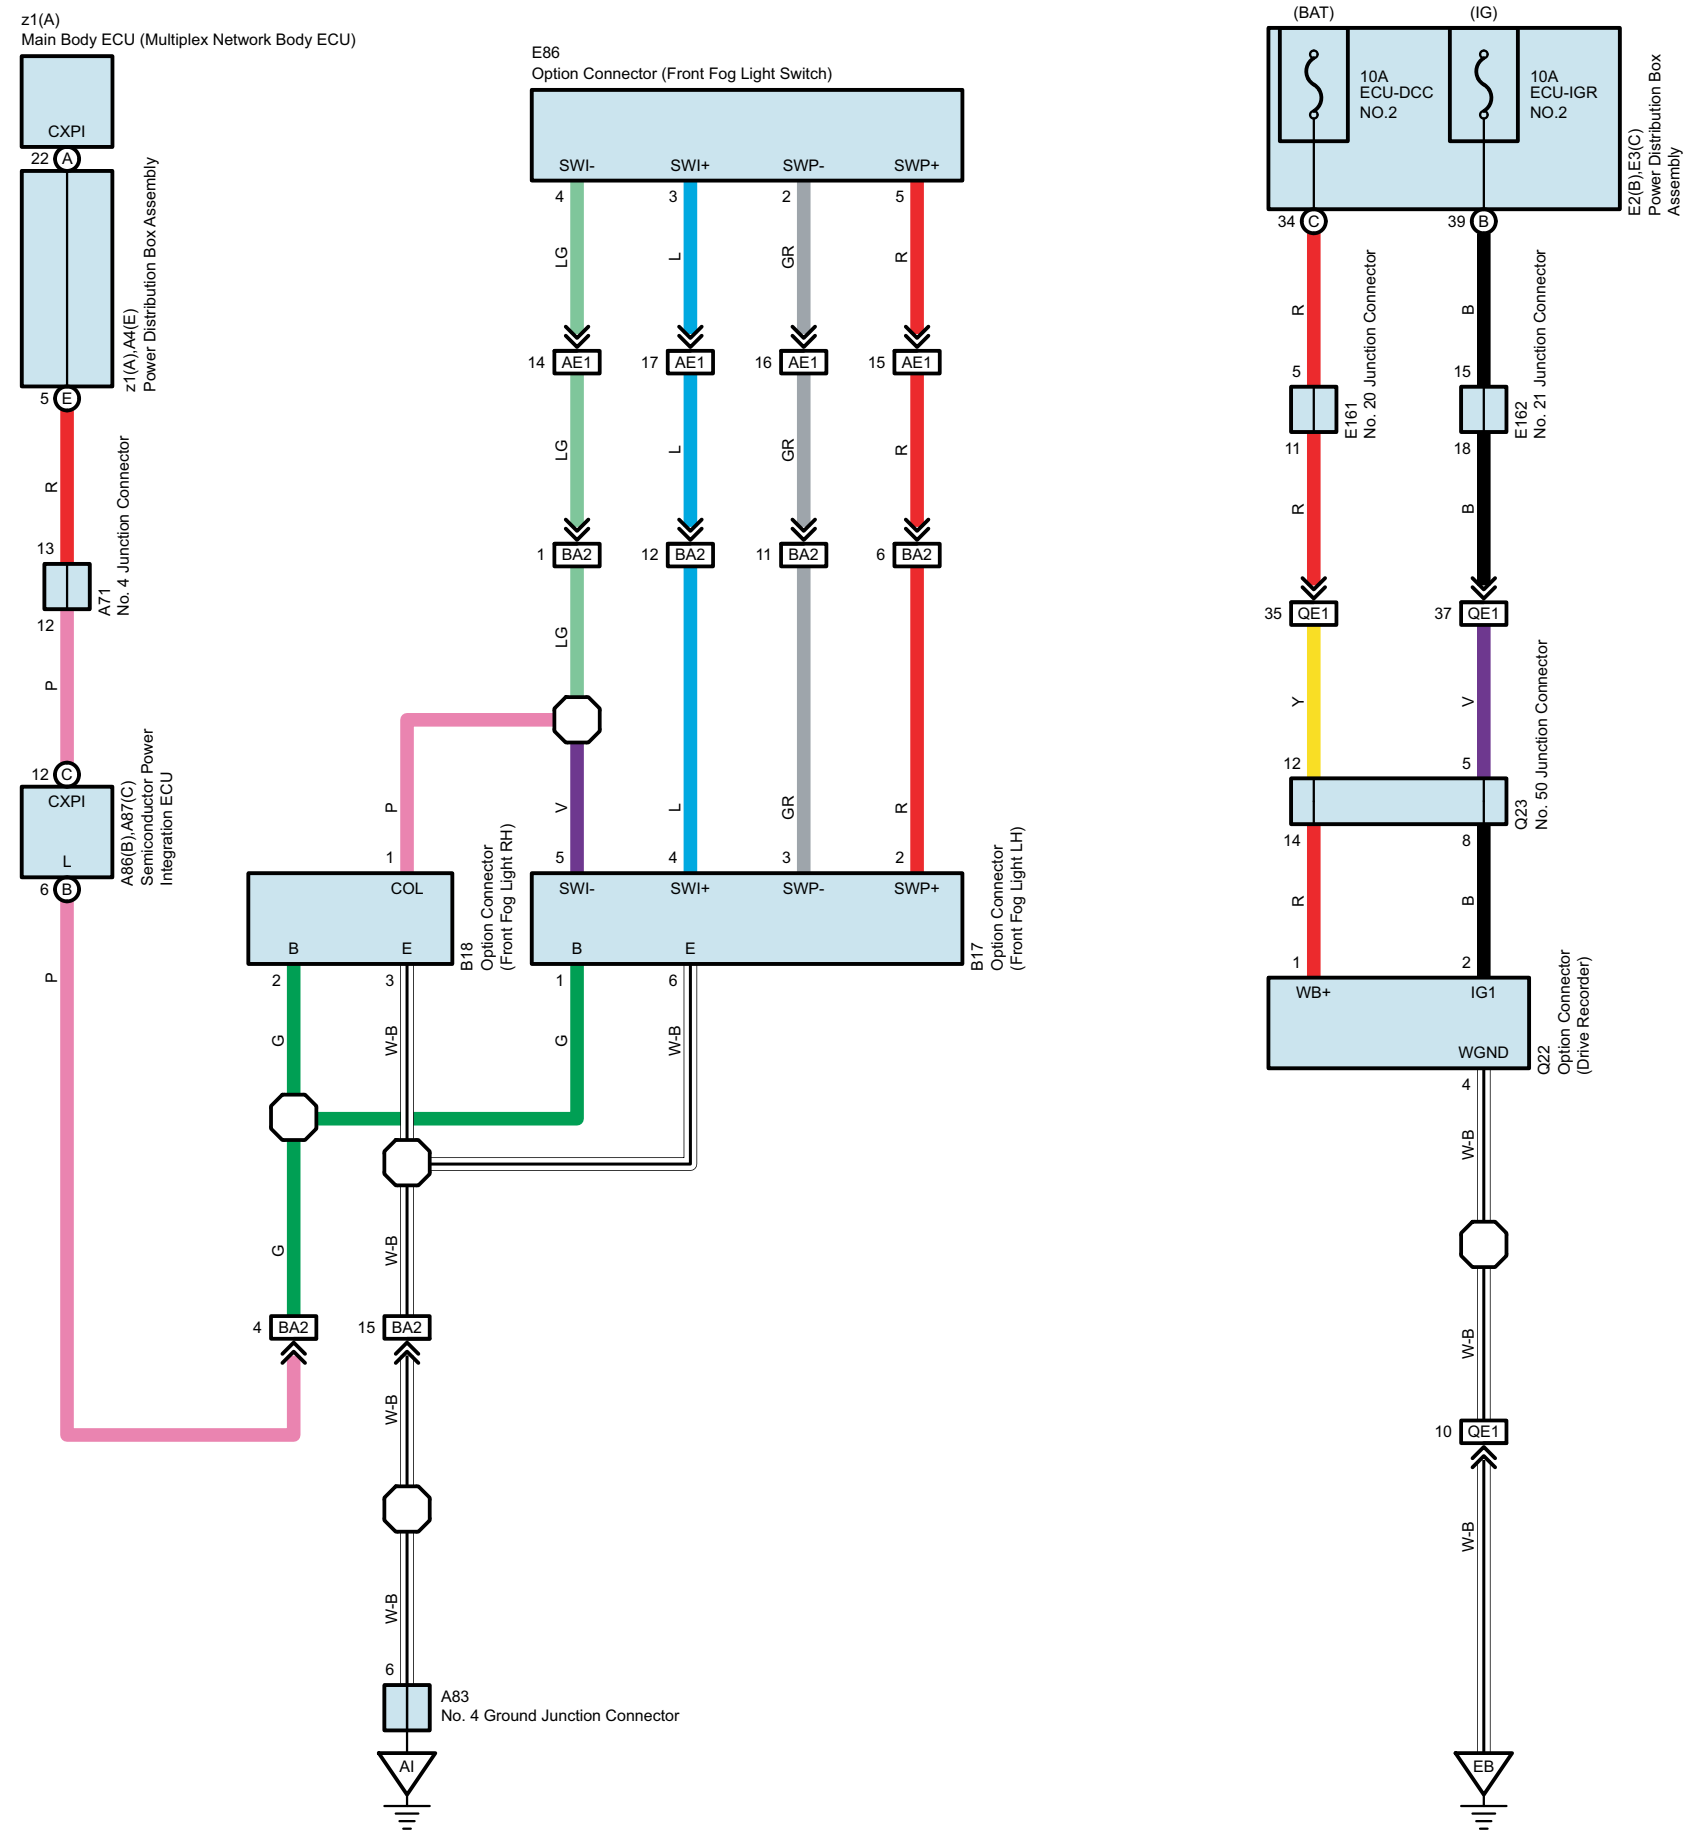 z1(A)
Main Body ECU (Multiplex Network Body ECU)
CXPI
22 A
z1(A),A4(E)
Power Distribution Box Assembly
5 E
R
13
A71
No. 4 Junction Connector
12
P
12 C
CXPI
L
A86(B),A87(C)
Semiconductor Power
Integration ECU
6 B
P
E86
Option Connector (Front Fog Light Switch)
SWI- SWI+ SWP- SWP+
4 3 2 5
LG L GR R
14 AE1 17 AE1 16 AE1 15 AE1
LG L GR R
1 BA2 12 BA2 11 BA2 6 BA2
LG
P V L GR R
1 5 4 3 2
COL
B E
B18
Option Connector
(Front Fog Light RH)
SWI- SWI+ SWP- SWP+
B E
B17
Option Connector
(Front Fog Light LH)
2 3 1 6
G W-B G W-B
G W-B
4 BA2 15 BA2
W-B
W-B
6
A83
No. 4 Ground Junction Connector
AI
(BAT) (IG)
10A
ECU-DCC
NO.2
10A
ECU-IGR
NO.2
E2(B),E3(C)
Power Distribution Box
Assembly
34 C 39 B
R B
5 15
E161
No. 20 Junction Connector
E162
No. 21 Junction Connector
11 18
R B
35 QE1 37 QE1
Y V
12 5
Q23
No. 50 Junction Connector
14 8
R B
1 2
WB+ IG1
WGND
Q22
Option Connector
(Drive Recorder)
4
W-B
W-B
10 QE1
W-B
EB